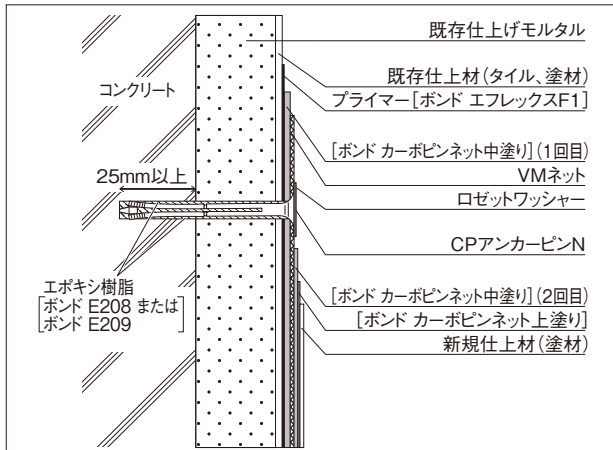 既存仕上げモルタル
コンクリート
既存仕上材(タイル、塗材)
プライマー[ボンド エフレックスF1]
[ボンド カーボピンネット中塗り](1回目)
VMネット
25mm以上
ロゼットワッシャー
CPアンカーピンN
エポキシ樹脂
[ボンド E208 または
ボンド E209]
[ボンド カーボピンネット中塗り](2回目)
[ボンド カーボピンネット上塗り]
新規仕上材(塗材)